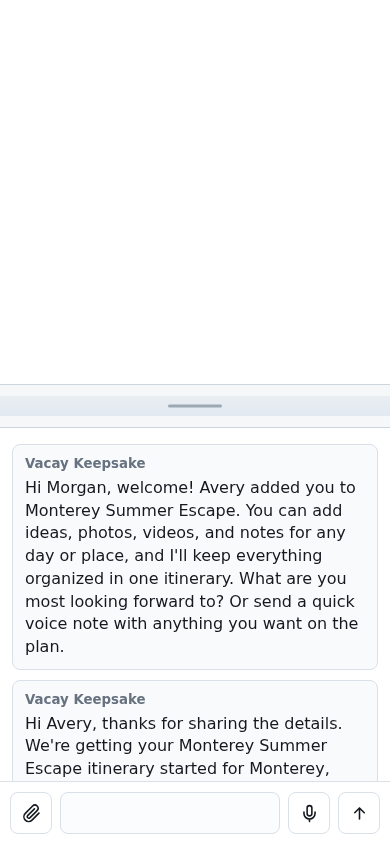 Vacay Keepsake
Hi Morgan, welcome! Avery added you to
Monterey Summer Escape. You can add
ideas, photos, videos, and notes for any
day or place, and I'll keep everything
organized in one itinerary. What are you
most looking forward to? Or send a quick
voice note with anything you want on the
plan.
Vacay Keepsake
Hi Avery, thanks for sharing the details.
We're getting your Monterey Summer
Escape itinerary started for Monterey,